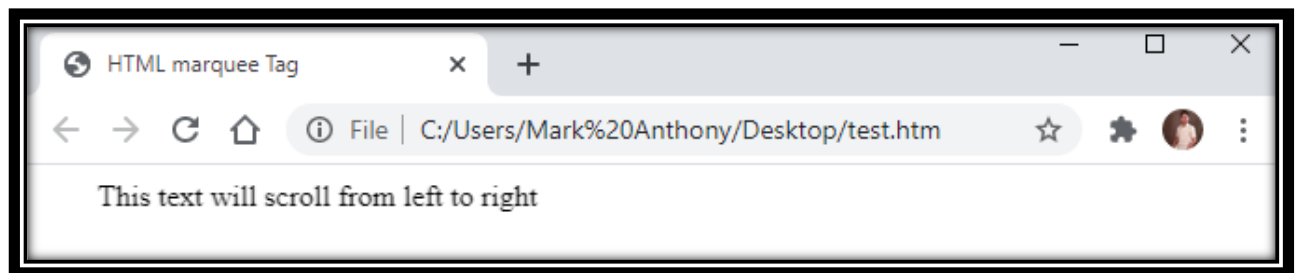 HTML marquee Tag
File | C:/Users/Mark%20Anthony/Desktop/test.htm
This text will scroll from left to right